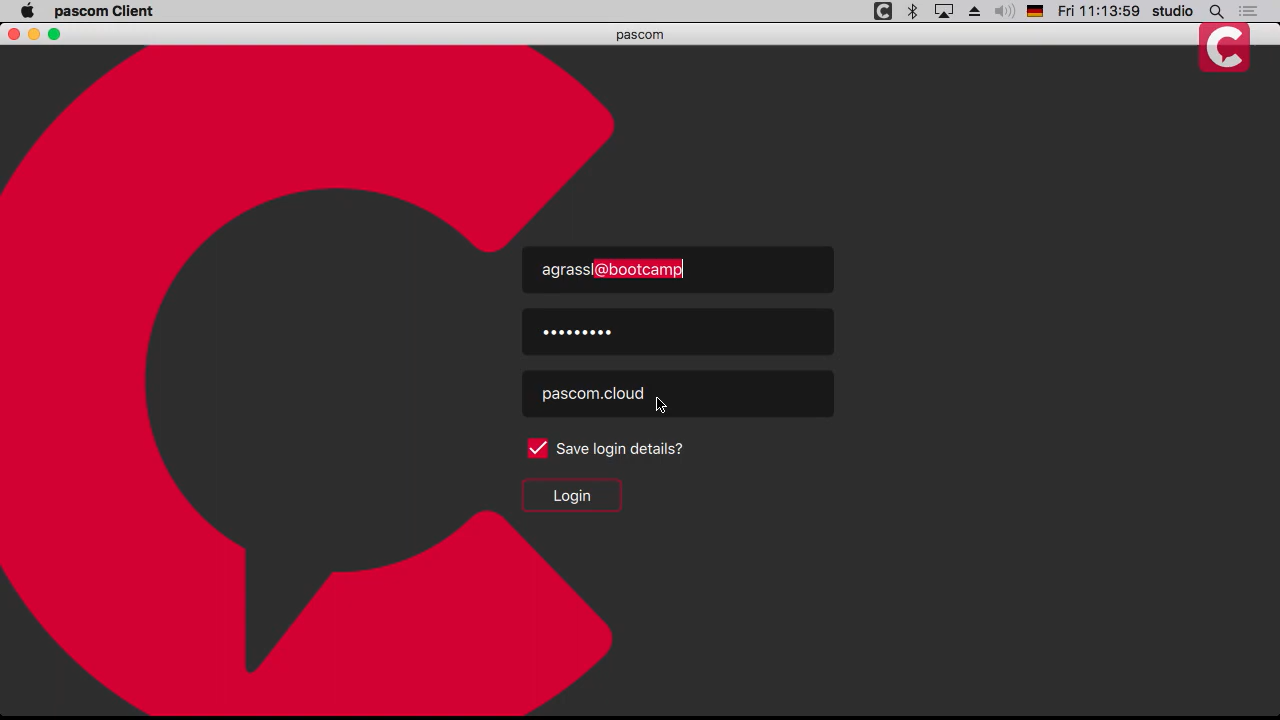 pascom Client
Fri 11:13:59 studio
pascom
agrassl@bootcamp
•••••••••
pascom.cloud
Save login details?
Login